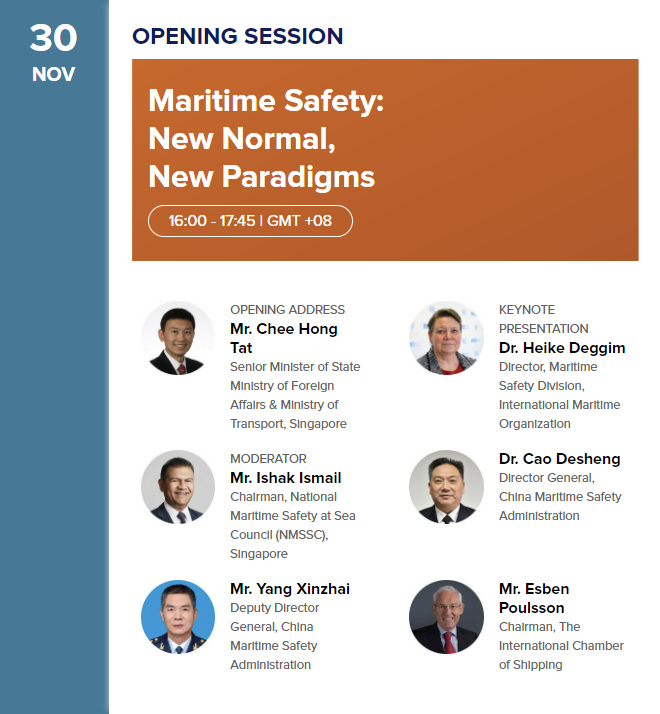 30
NOV
OPENING SESSION
Maritime Safety:
New Normal,
New Paradigms
16:00 - 17:45 | GMT +08
OPENING ADDRESS
Mr. Chee Hong
Tat
Senior Minister of State
Ministry of Foreign
Affairs & Ministry of
Transport, Singapore
KEYNOTE
PRESENTATION
Dr. Heike Deggim
Director, Maritime
Safety Division,
International Maritime
Organization
MODERATOR
Mr. Ishak Ismail
Chairman, National
Maritime Safety at Sea
Council (NMSSC),
Singapore
Dr. Cao Desheng
Director General,
China Maritime Safety
Administration
Mr. Yang Xinzhai
Deputy Director
General, China
Maritime Safety
Administration
Mr. Esben
Poulsson
Chairman, The
International Chamber
of Shipping